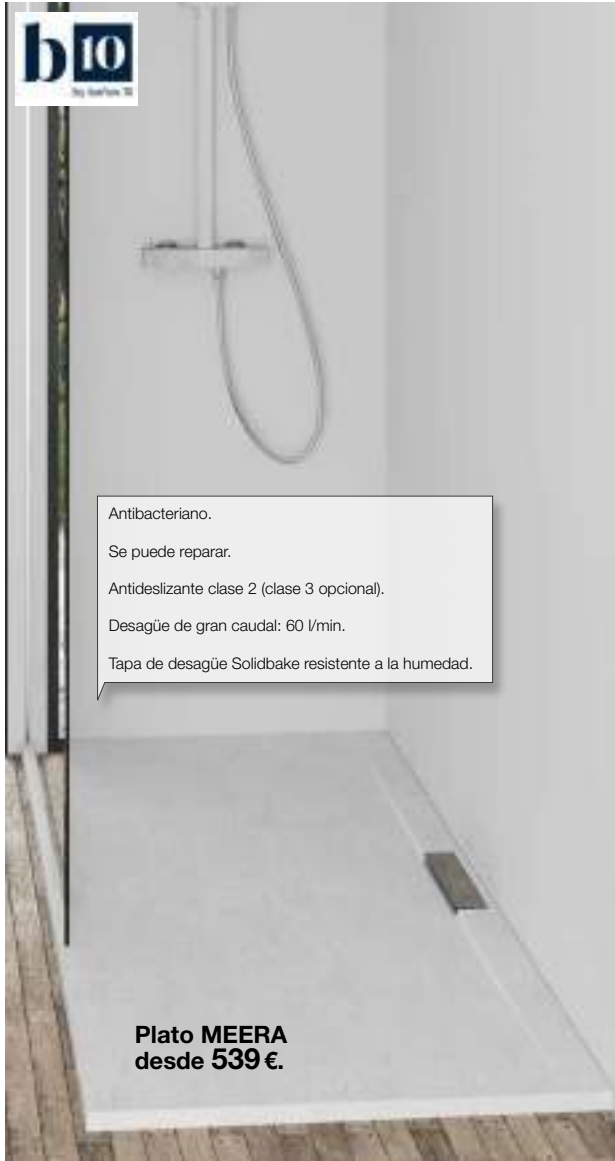 b 10
Antibacteriano.
Se puede reparar.
Antideslizante clase 2 (clase 3 opcional).
Desagüe de gran caudal: 60 l/min.
Tapa de desagüe Solidbake resistente a la humedad.
Plato MEERA
desde 539 €.